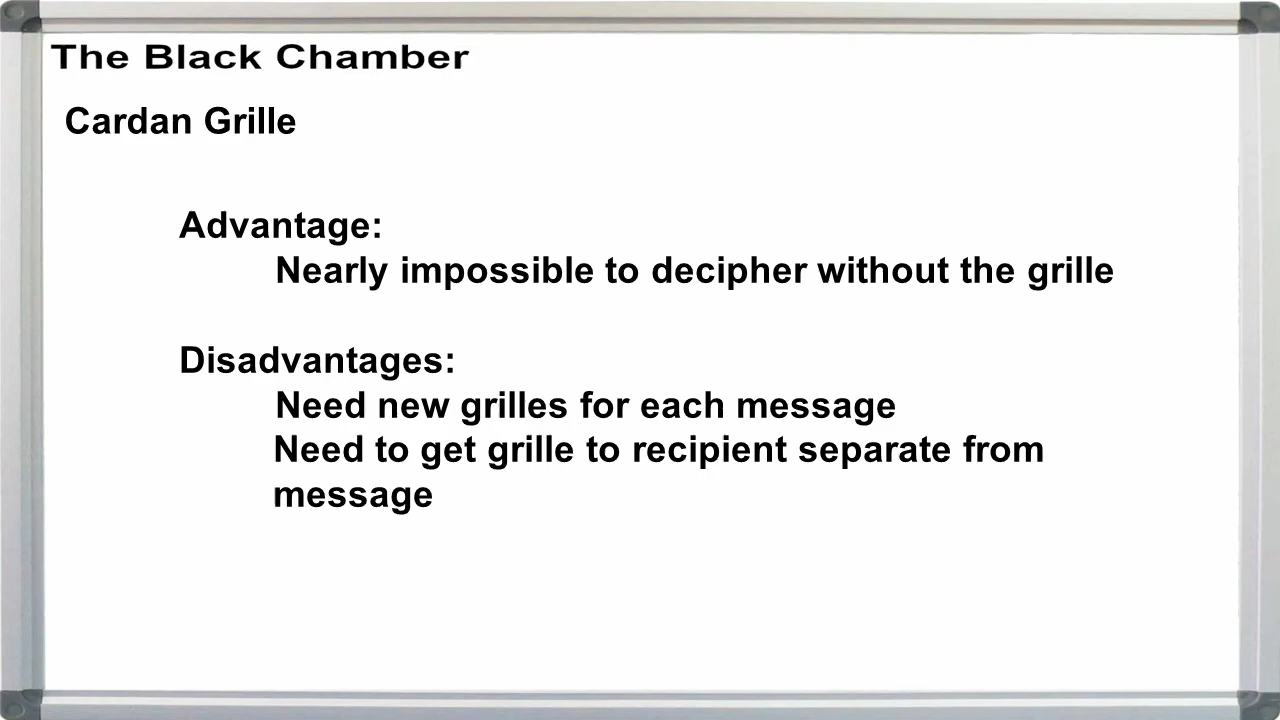 The Black Chamber
Cardan Grille
Advantage:
Nearly impossible to decipher without the grille
Disadvantages:
Need new grilles for each message
Need to get grille to recipient separate from
message